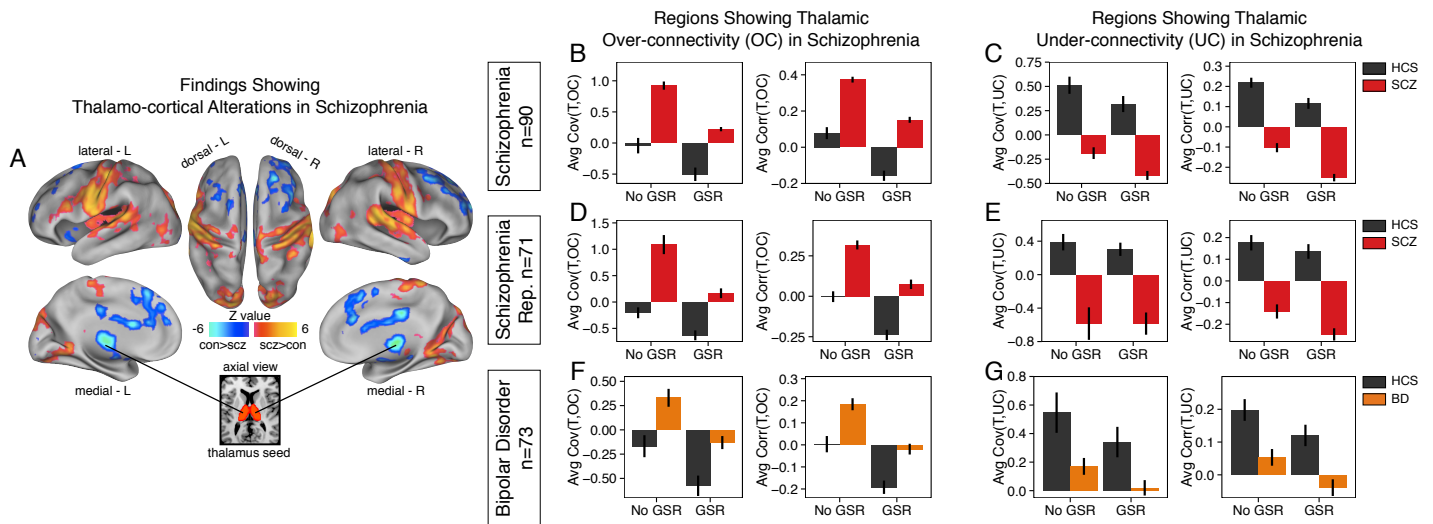 Findings Showing
Thalamo-cortical Alterations in Schizophrenia
A
lateral - L
dorsal - L
dorsal - R
lateral - R
Z value
-6
6
con>scz
scz>con
medial - L
axial view
medial - R
thalamus seed
Regions Showing Thalamic
Over-connectivity (OC) in Schizophrenia
Regions Showing Thalamic
Under-connectivity (UC) in Schizophrenia
Schizophrenia
n=90
B
Avg Cov(T,OC)
1.0
0.5
0.0
−0.5
No GSR
GSR
Avg Corr(T,OC)
0.4
0.2
0.0
−0.2
No GSR
GSR
C
Avg Cov(T,UC)
0.75
0.50
0.25
0.00
−0.25
−0.50
No GSR
GSR
Avg Corr(T,UC)
0.3
0.2
0.1
0.0
−0.1
−0.2
No GSR
GSR
HCS
SCZ
Schizophrenia
Rep. n=71
D
Avg Cov(T,OC)
1.5
1.0
0.5
0.0
−0.5
No GSR
GSR
Avg Corr(T,OC)
0.25
0.00
−0.25
No GSR
GSR
E
Avg Cov(T,UC)
0.4
0.0
−0.4
−0.8
No GSR
GSR
Avg Corr(T,UC)
0.2
0.1
0.0
−0.1
−0.2
No GSR
GSR
HCS
SCZ
Bipolar Disorder
n=73
F
Avg Cov(T,OC)
0.50
0.25
0.00
−0.25
−0.50
No GSR
GSR
Avg Corr(T,OC)
0.3
0.2
0.1
0.0
−0.1
−0.2
No GSR
GSR
G
Avg Cov(T,UC)
0.8
0.6
0.4
0.2
0.0
No GSR
GSR
Avg Corr(T,UC)
0.2
0.1
0.0
No GSR
GSR
HCS
BD